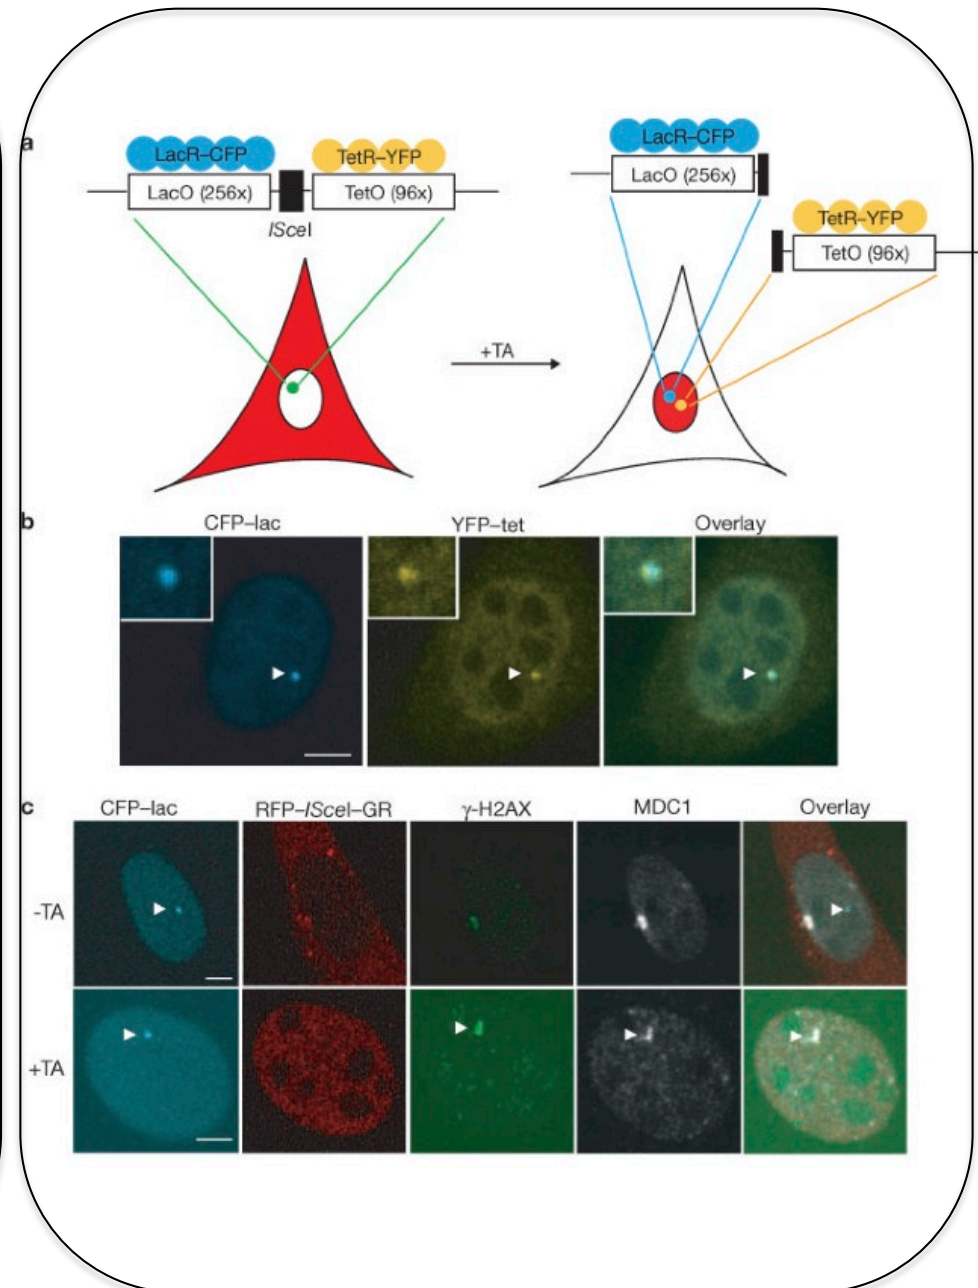 a
LacR–CFP
TetR–YFP
LacO (256x)
TetO (96x)
ISceI
+TA
LacR–CFP
LacO (256x)
TetR–YFP
TetO (96x)
b
CFP–lac
YFP–tet
Overlay
c
CFP–lac
RFP–ISceI–GR
γ-H2AX
MDC1
Overlay
-TA
+TA